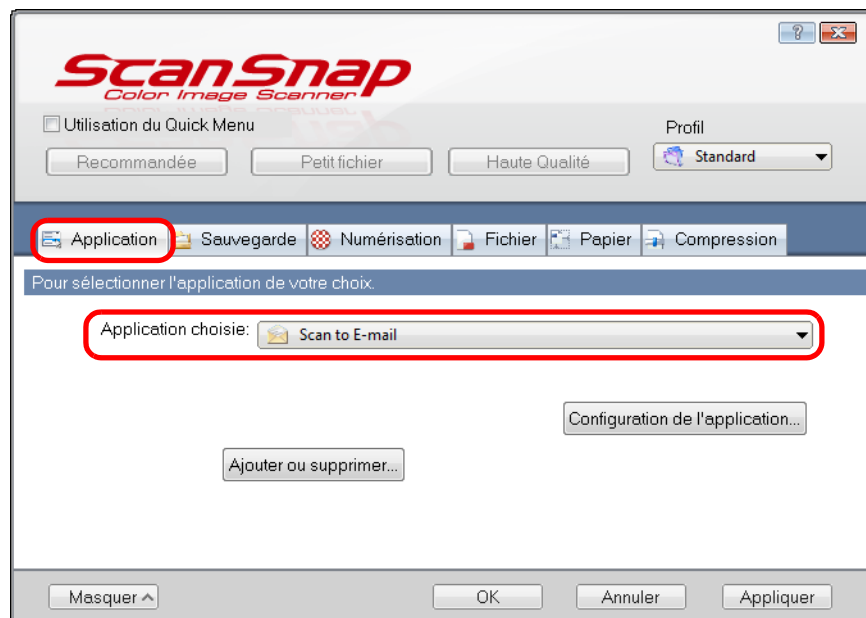 ScanSnap
Color Image Scanner
Utilisation du Quick Menu
Profil
Recommandée Petit fichier Haute Qualité Standard
Application Sauvegarde Numérisation Fichier Papier Compression
Pour sélectionner l'application de votre choix.
Application choisie: Scan to E-mail
Configuration de l'application...
Ajouter ou supprimer...
Masquer OK Annuler Appliquer